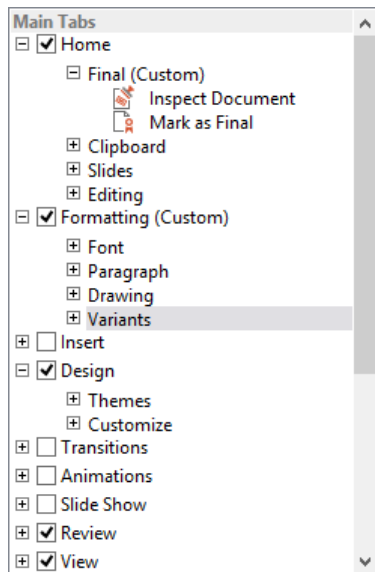 Main Tabs
Home
Final (Custom)
Inspect Document
Mark as Final
Clipboard
Slides
Editing
Formatting (Custom)
Font
Paragraph
Drawing
Variants
Insert
Design
Themes
Customize
Transitions
Animations
Slide Show
Review
View